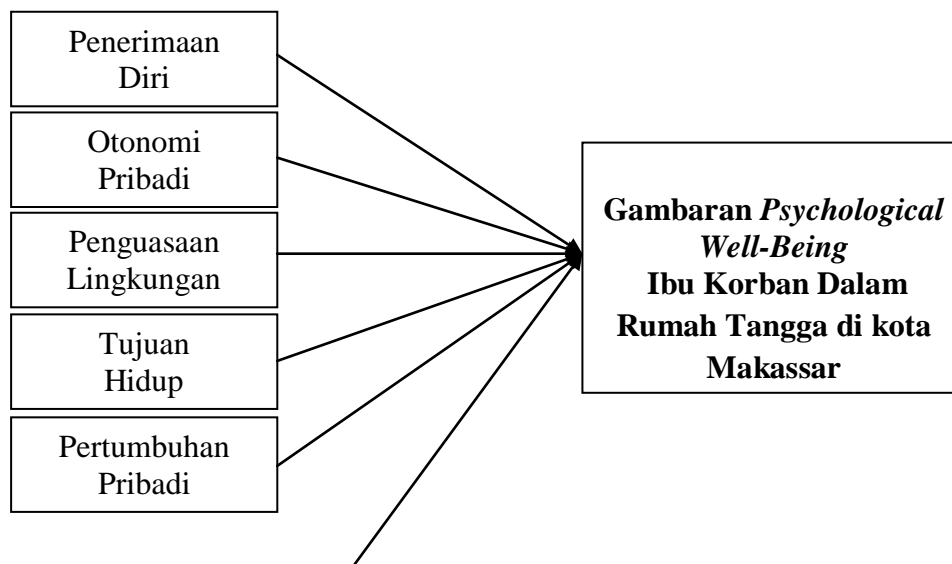 Penerimaan
Diri
Otonomi
Pribadi
Penguasaan
Lingkungan
Tujuan
Hidup
Pertumbuhan
Pribadi
Gambaran Psychological
Well-Being
Ibu Korban Dalam
Rumah Tangga di kota
Makassar